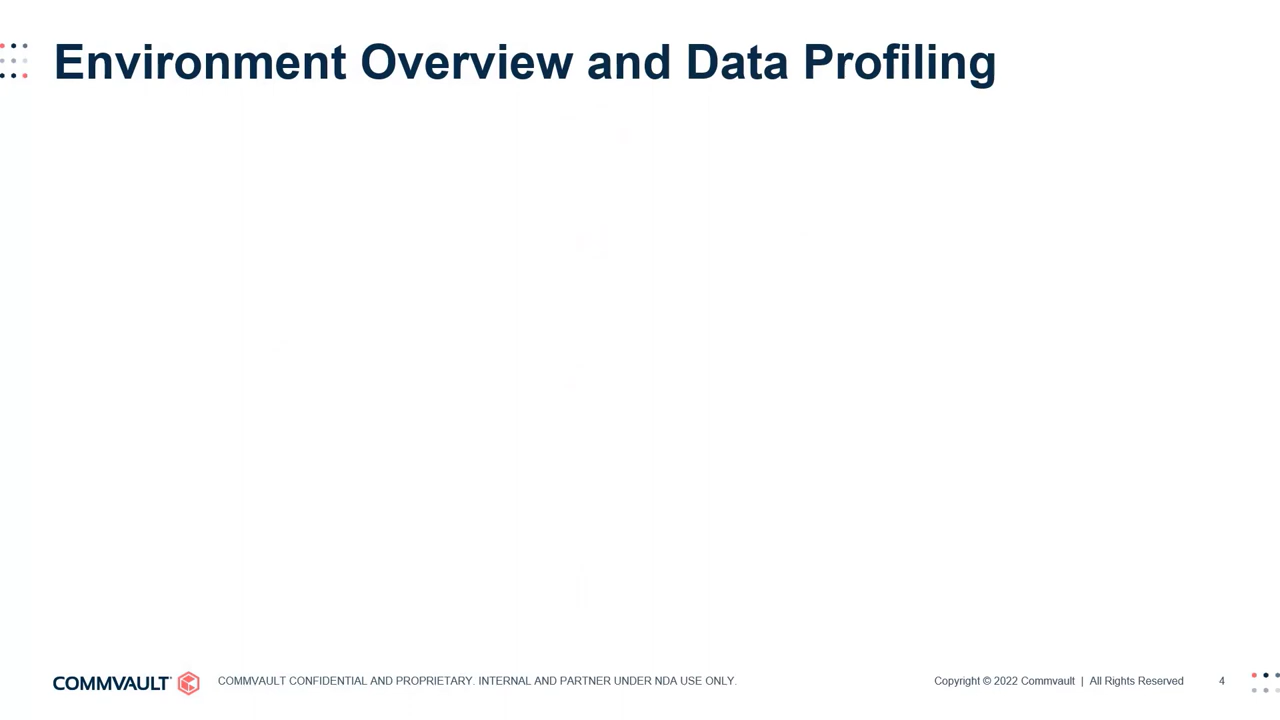 Environment Overview and Data Profiling
COMMVAULT
COMMVAULT CONFIDENTIAL AND PROPRIETARY. INTERNAL AND PARTNER UNDER NDA USE ONLY.
Copyright © 2022 Commvault | All Rights Reserved
4